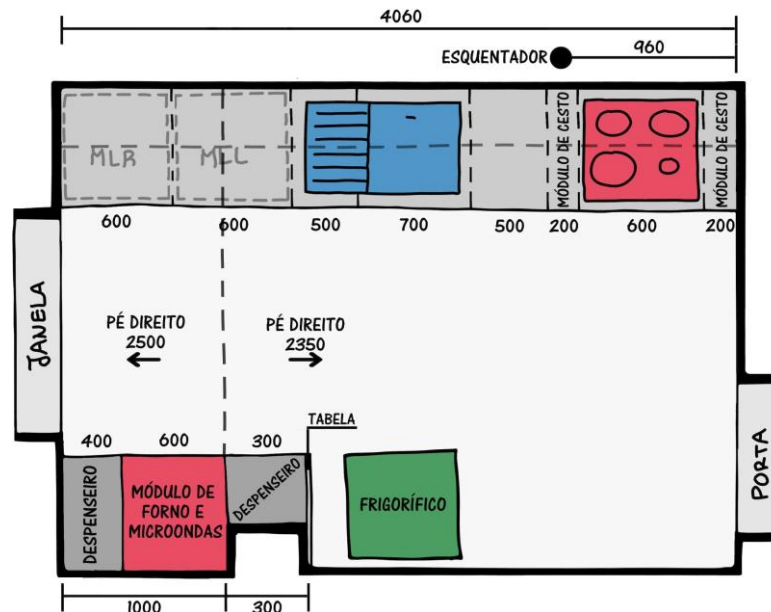 4060
ESQUENTADOR
960
MLR
MLL
MÓDULO DE CESTO
MÓDULO DE CESTO
600
600
500
700
500
200
600
200
JANELA
PÉ DIREITO
2500
PÉ DIREITO
2350
400
600
300
TABELA
DESPENSEIRO
MÓDULO DE
FORNO E
MICROONDAS
DESPENSEIRO
FRIGORÍFICO
PORTA
1000
300